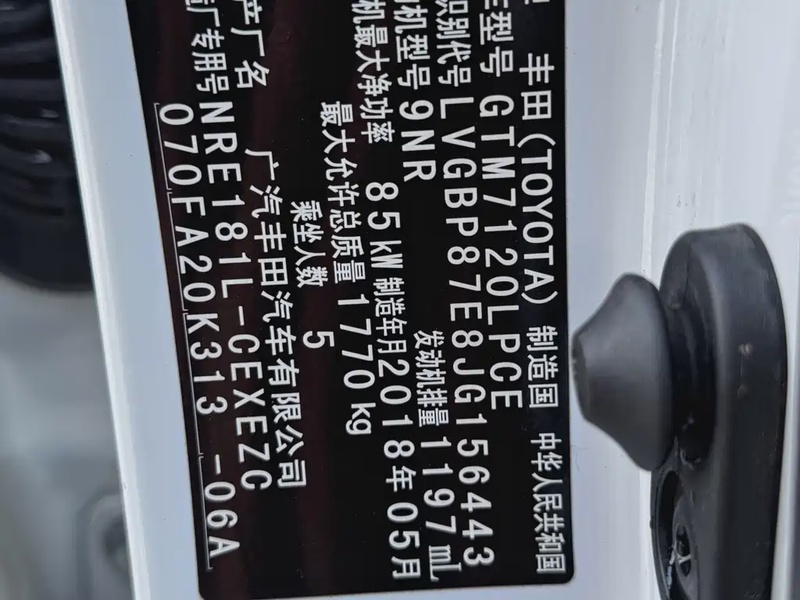 丰田(TOYOTA) 制造国 中华人民共和国
车型号 GTM7120LPCE
识别代号 LVGBP87E8JG156443
机型号 9NR 发动机排量 1197mL
机最大净功率 85kW 制造年月 2018年05月
最大允许总质量 1770kg
乘坐人数 5
产厂名 广汽丰田汽车有限公司
厂专用号 NRE181L-CEXEZC
070FA20K313 -06A